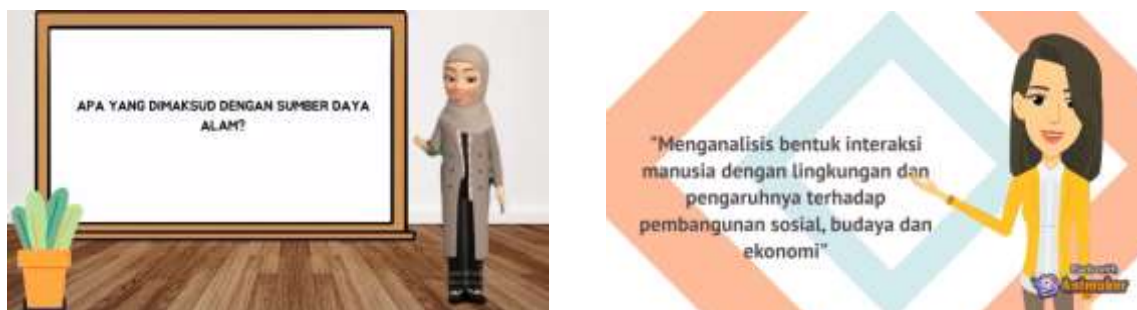 APA YANG DIMAKSUD DENGAN SUMBER DAYA
ALAM?
"Menganalisis bentuk interaksi
manusia dengan lingkungan dan
pengaruhnya terhadap
pembangunan sosial, budaya dan
ekonomi"
Animaker